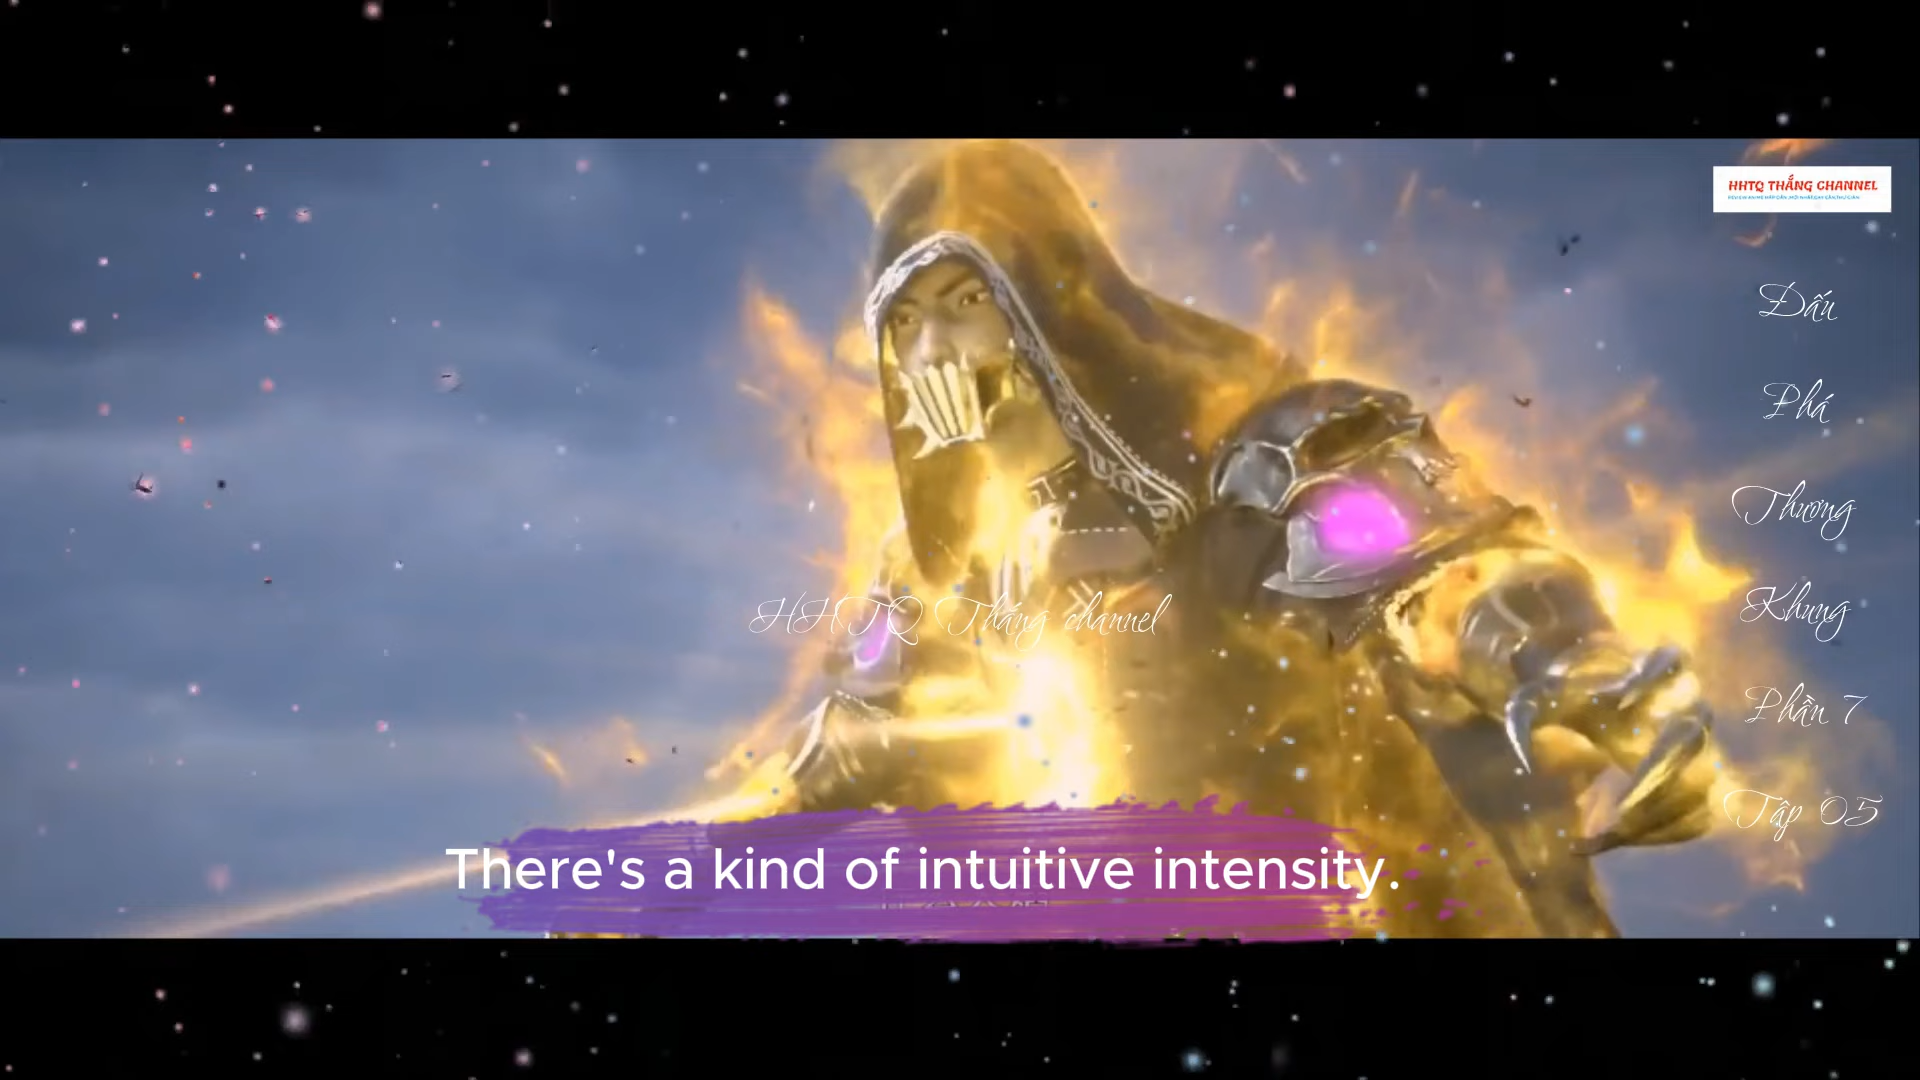 HHTQ THẮNG CHANNEL
Đấu
Phá
Thương
Khung
Phần 7
Tập 05
HHTQ Thắng channel
There's a kind of intuitive intensity.